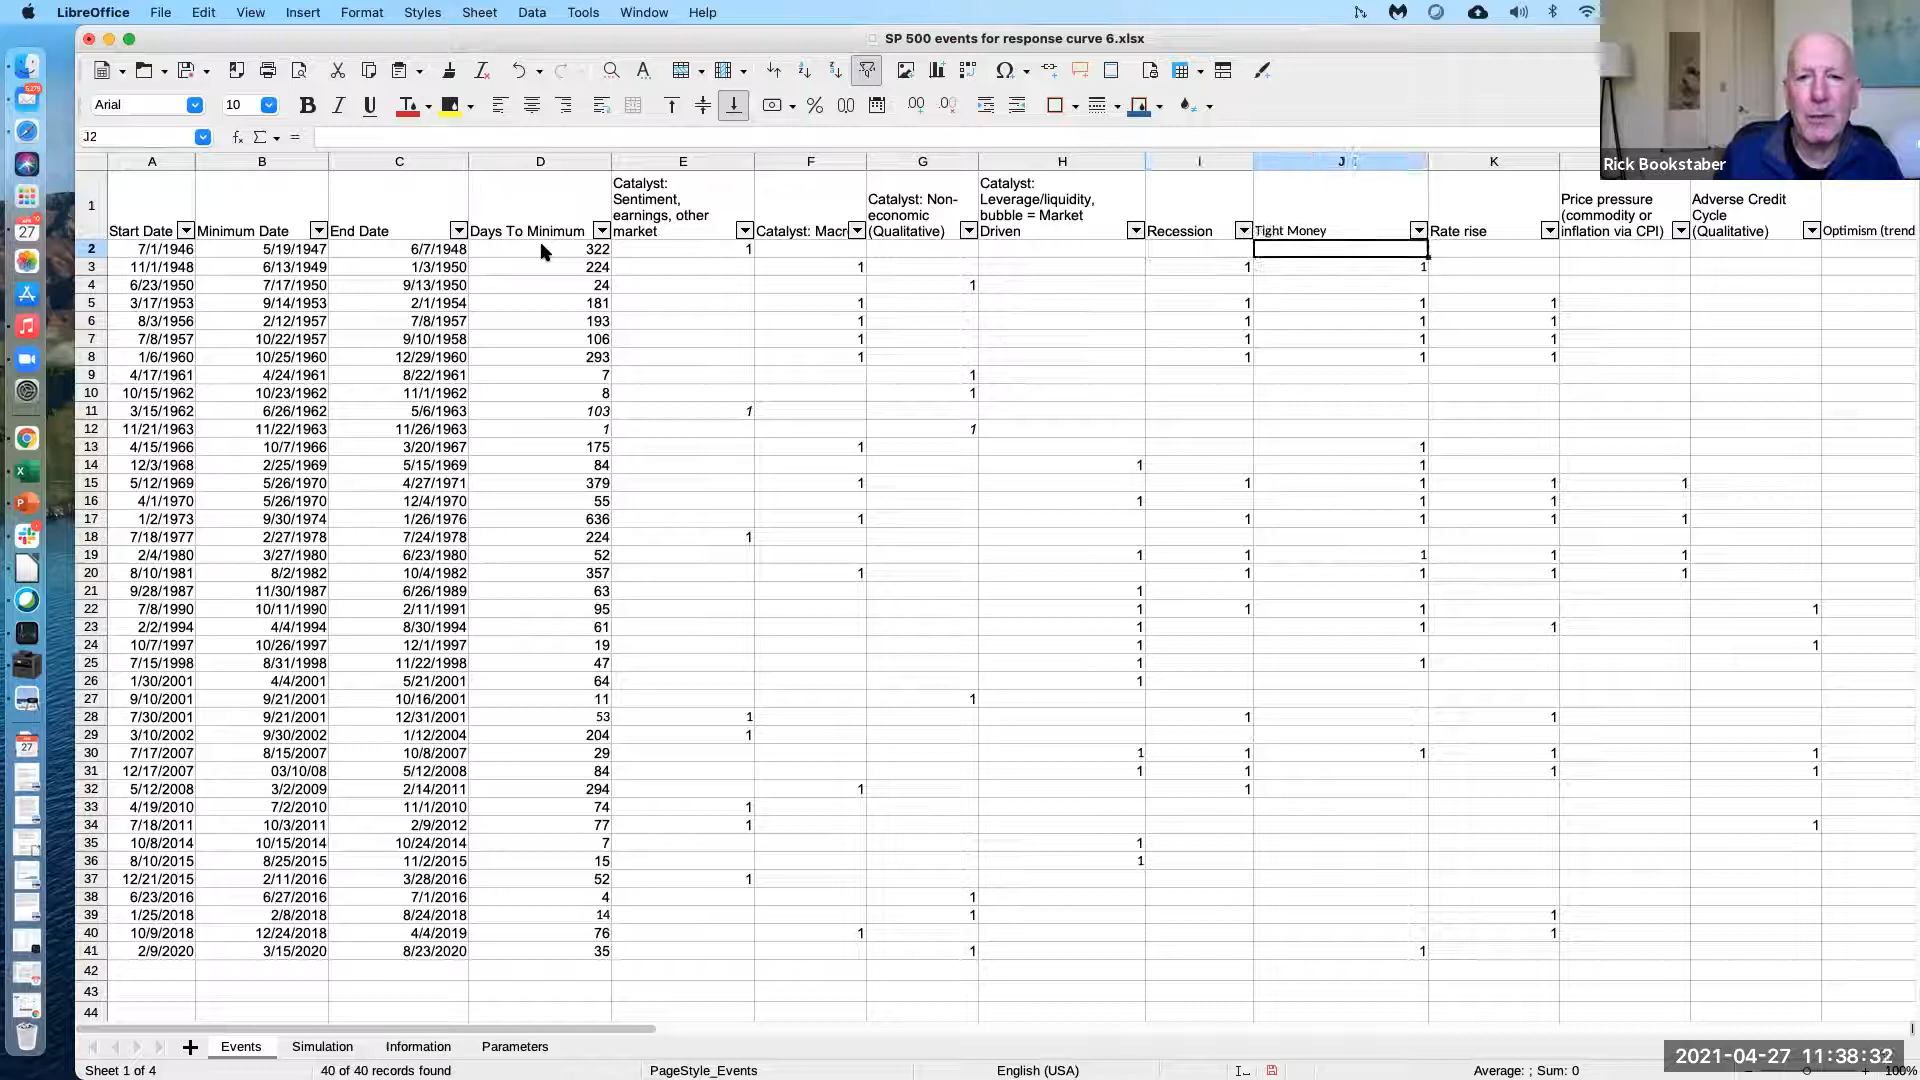 LibreOffice File Edit View Insert Format Styles Sheet Data Tools Window Help
SP 500 events for response curve 6.xlsx
Arial 10
J2
Rick Bookstaber
A B C D E F G H I J K
1 Start Date Minimum Date End Date Days To Minimum Catalyst: Sentiment, earnings, other market Catalyst: Macr Catalyst: Non-economic (Qualitative) Catalyst: Leverage/liquidity, bubble = Market Driven Recession Tight Money Rate rise Price pressure (commodity or inflation via CPI) Adverse Credit Cycle (Qualitative) Optimism (trend
2 7/1/1946 5/19/1947 6/7/1948 322 1
3 11/1/1948 6/13/1949 1/3/1950 224 1 1 1
4 6/23/1950 7/17/1950 9/13/1950 24 1
5 3/17/1953 9/14/1953 2/1/1954 181 1 1 1 1
6 8/3/1956 2/12/1957 7/8/1957 193 1 1 1 1
7 7/8/1957 10/22/1957 9/10/1958 106 1 1 1 1
8 1/6/1960 10/25/1960 12/29/1960 293 1 1 1 1
9 4/17/1961 4/24/1961 8/22/1961 7 1
10 10/15/1962 10/23/1962 11/1/1962 8 1
11 3/15/1962 6/26/1962 5/6/1963 103 1
12 11/21/1963 11/22/1963 11/26/1963 1 1
13 4/15/1966 10/7/1966 3/20/1967 175 1 1
14 12/3/1968 2/25/1969 5/15/1969 84 1 1
15 5/12/1969 5/26/1970 4/27/1971 379 1 1 1 1 1
16 4/1/1970 5/26/1970 12/4/1970 55 1 1 1
17 1/2/1973 9/30/1974 1/26/1976 636 1 1 1 1 1
18 7/18/1977 2/27/1978 7/24/1978 224 1
19 2/4/1980 3/27/1980 6/23/1980 52 1 1 1 1 1
20 8/10/1981 8/2/1982 10/4/1982 357 1 1 1 1 1
21 9/28/1987 11/30/1987 6/26/1989 63 1
22 7/8/1990 10/11/1990 2/11/1991 95 1 1 1 1
23 2/2/1994 4/4/1994 8/30/1994 61 1 1 1
24 10/7/1997 10/26/1997 12/1/1997 19 1 1
25 7/15/1998 8/31/1998 11/22/1998 47 1 1
26 1/30/2001 4/4/2001 5/21/2001 64 1
27 9/10/2001 9/21/2001 10/16/2001 11 1
28 7/30/2001 9/21/2001 12/31/2001 53 1 1 1
29 3/10/2002 9/30/2002 1/12/2004 204 1
30 7/17/2007 8/15/2007 10/8/2007 29 1 1 1 1 1
31 12/17/2007 03/10/08 5/12/2008 84 1 1 1 1
32 5/12/2008 3/2/2009 2/14/2011 294 1 1
33 4/19/2010 7/2/2010 11/1/2010 74 1
34 7/18/2011 10/3/2011 2/9/2012 77 1 1
35 10/8/2014 10/15/2014 10/24/2014 7 1
36 8/10/2015 8/25/2015 11/2/2015 15 1
37 12/21/2015 2/11/2016 3/28/2016 52 1
38 6/23/2016 6/27/2016 7/1/2016 4 1
39 1/25/2018 2/8/2018 8/24/2018 14 1 1
40 10/9/2018 12/24/2018 4/4/2019 76 1 1
41 2/9/2020 3/15/2020 8/23/2020 35 1 1
42
43
44
Events Simulation Information Parameters
2021-04-27 11:38:32
Sheet 1 of 4 40 of 40 records found PageStyle_Events English (USA) Average: ; Sum: 0 100%